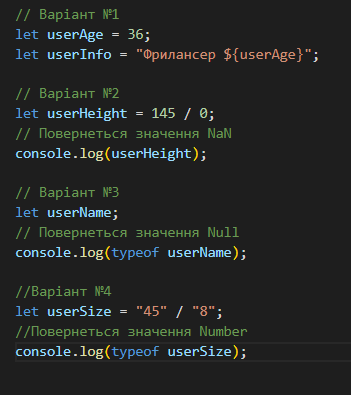 // Варіант №1
let userAge = 36;
let userInfo = "Фрилансер ${userAge}";
// Варіант №2
let userHeight = 145 / 0;
// Повернеться значення NaN
console.log(userHeight);
// Варіант №3
let userName;
// Повернеться значення Null
console.log(typeof userName);
//Варіант №4
let userSize = "45" / "8";
//Повернеться значення Number
console.log(typeof userSize);